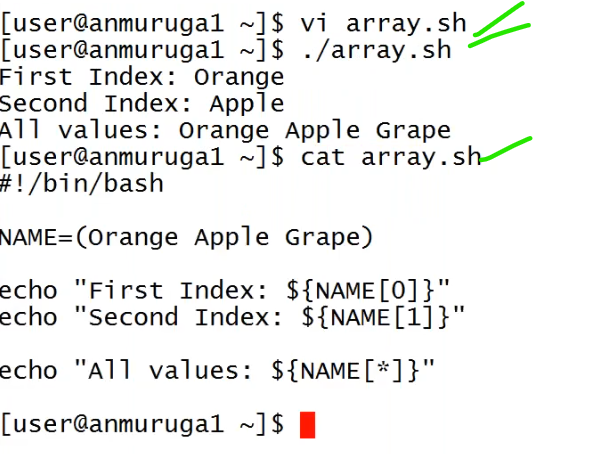 [user@anmuruga1 ~]$ vi array.sh
[user@anmuruga1 ~]$ ./array.sh
First Index: Orange
Second Index: Apple
All values: Orange Apple Grape
[user@anmuruga1 ~]$ cat array.sh
#!/bin/bash
NAME=(Orange Apple Grape)
echo "First Index: ${NAME[0]}"
echo "Second Index: ${NAME[1]}"
echo "All values: ${NAME[*]}"
[user@anmuruga1 ~]$